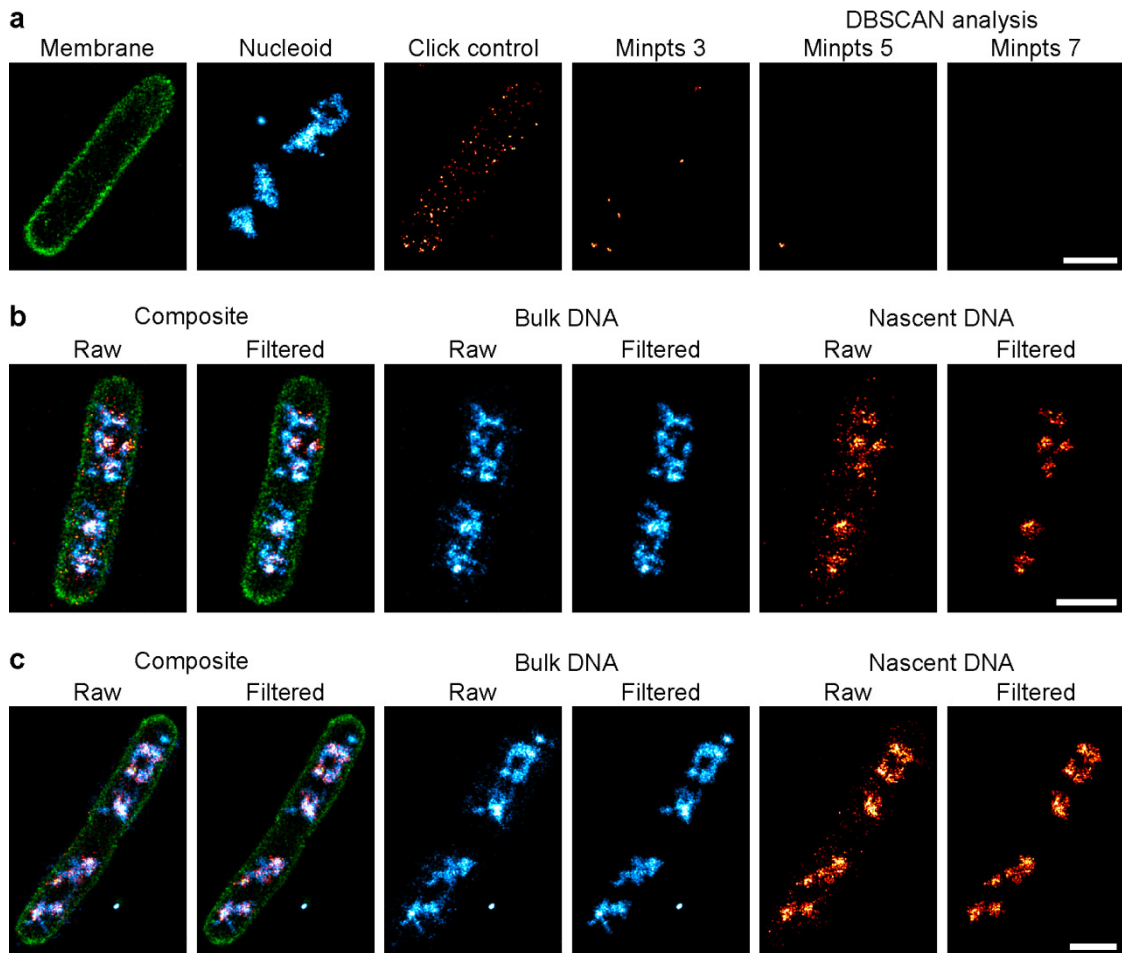 a
DBSCAN analysis
Membrane Nucleoid Click control Minpts 3 Minpts 5 Minpts 7
b
Composite Bulk DNA Nascent DNA
Raw Filtered Raw Filtered Raw Filtered
c
Composite Bulk DNA Nascent DNA
Raw Filtered Raw Filtered Raw Filtered